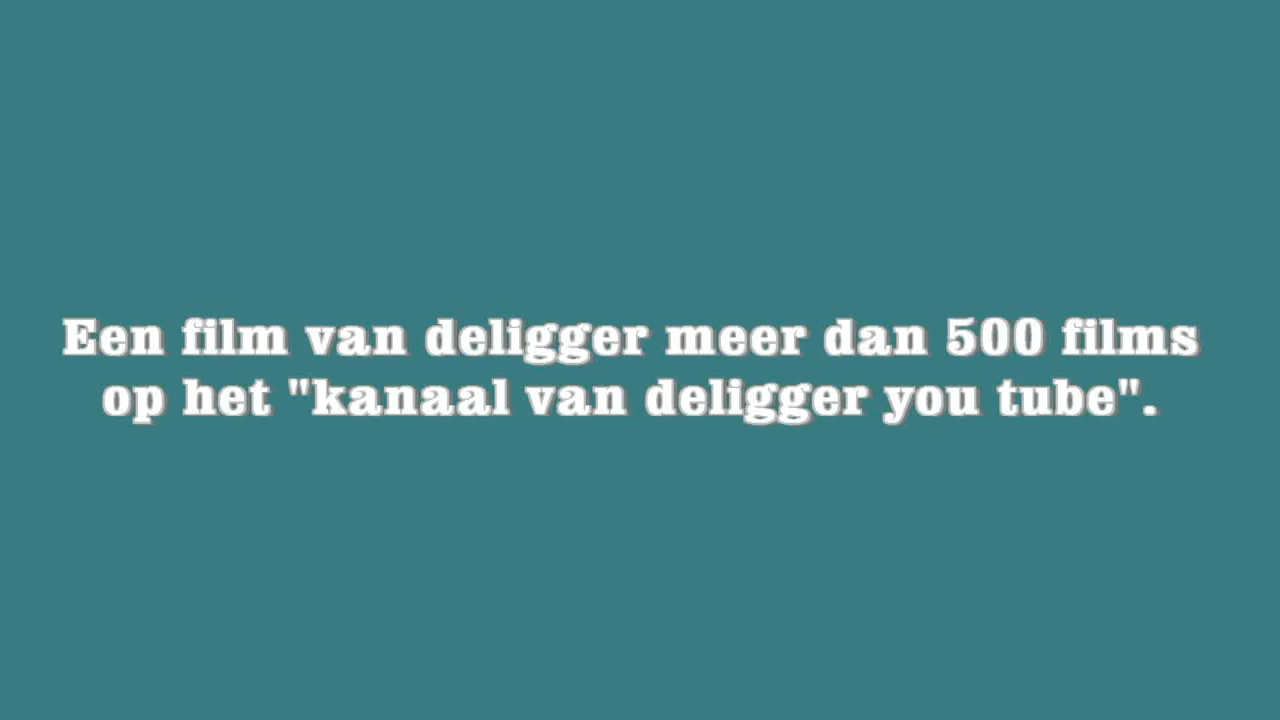 Een film van deligger meer dan 500 films
op het "kanaal van deligger you tube".